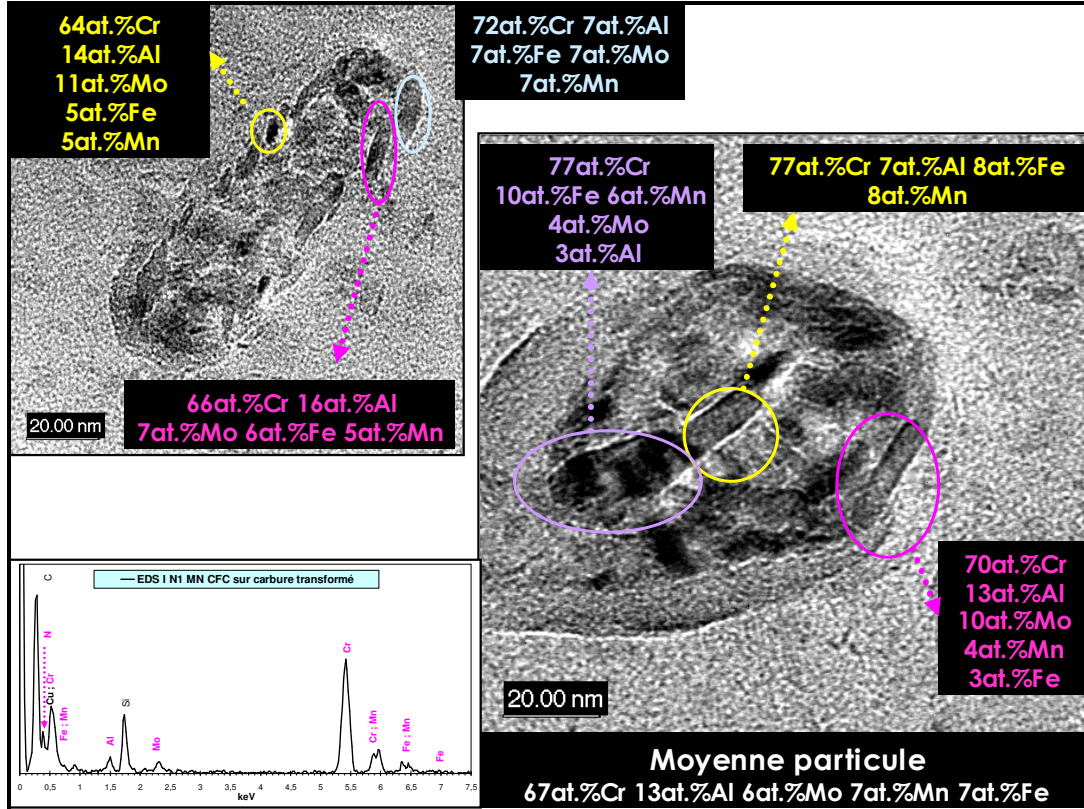 64at.%Cr
14at.%Al
11at.%Mo
5at.%Fe
5at.%Mn
72at.%Cr 7at.%Al
7at.%Fe 7at.%Mo
7at.%Mn
66at.%Cr 16at.%Al
7at.%Mo 6at.%Fe 5at.%Mn
20.00 nm
77at.%Cr
10at.%Fe 6at.%Mn
4at.%Mo
3at.%Al
77at.%Cr 7at.%Al 8at.%Fe
8at.%Mn
70at.%Cr
13at.%Al
10at.%Mo
4at.%Mn
3at.%Fe
20.00 nm
Moyenne particule
67at.%Cr 13at.%Al 6at.%Mo 7at.%Mn 7at.%Fe
EDS I N1 MN CFC sur carbure transformé
C
N
Cu ; Cr
Fe ; Mn
Al
Si
Mo
Cr
Cr ; Mn
Fe ; Mn
Fe
0 0,5 1 1,5 2 2,5 3 3,5 4 4,5 5 5,5 6 6,5 7 7,5
keV